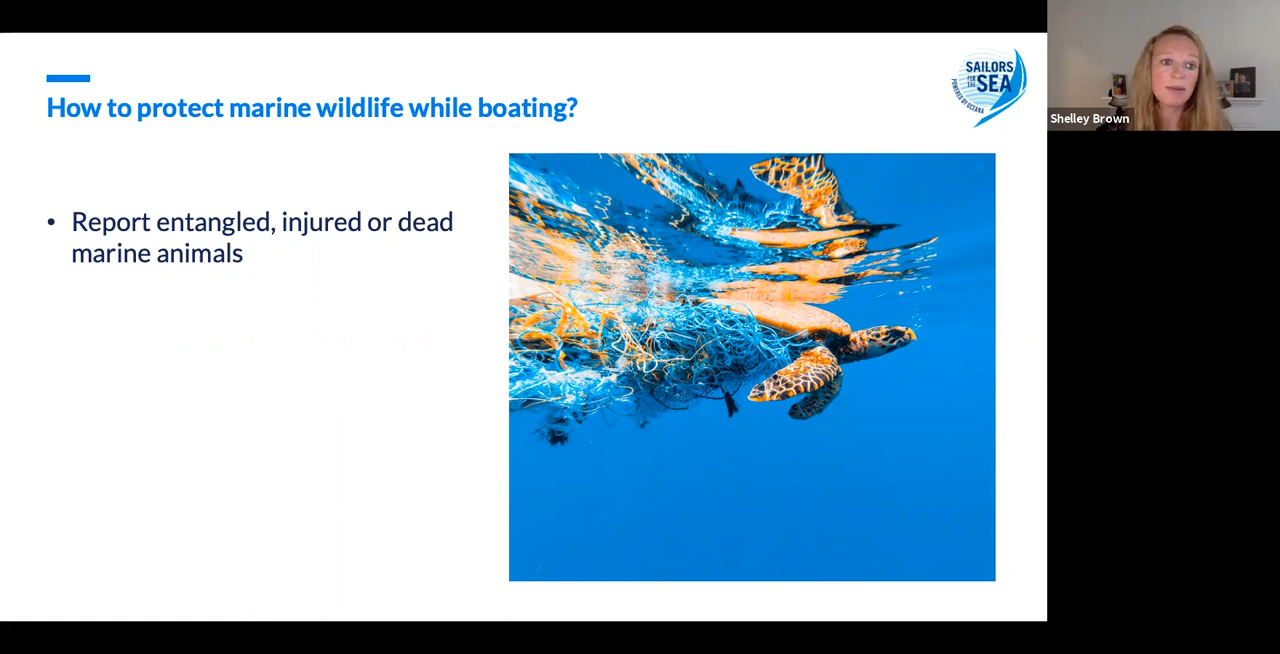 How to protect marine wildlife while boating?
SAILORS
FOR
THE
SEA
POWERED BY OCEANA
Shelley Brown
• Report entangled, injured or dead
marine animals